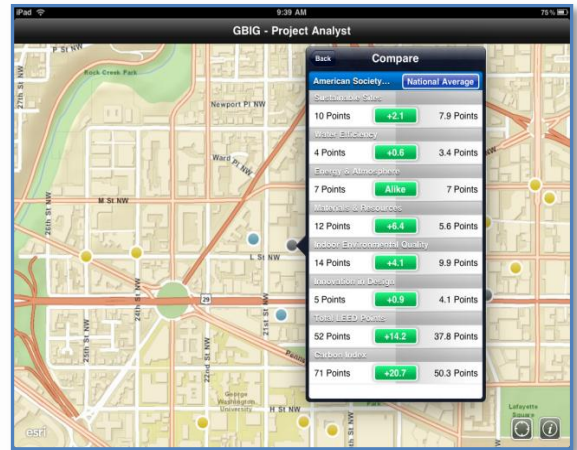 iPad
9:39 AM
75%
GBIG - Project Analyst
P St NW
Rock Creek Park
27th St NW
Newport Pl NW
Ward Pl NW
M St NW
26th St NW
L St NW
29
24th St NW
21st St NW
25th St NW
22nd St NW
George
Washington
University
H St NW
Park
Lafayette
Square
esri
Back
Compare
American Society...
National Average
Sustainable Sites
10 Points
+2.1
7.9 Points
Water Efficiency
4 Points
+0.6
3.4 Points
Energy & Atmosphere
7 Points
Alike
7 Points
Materials & Resources
12 Points
+6.4
5.6 Points
Indoor Environmental Quality
14 Points
+4.1
9.9 Points
Innovation in Design
5 Points
+0.9
4.1 Points
Total LEED Points
52 Points
+14.2
37.8 Points
Carbon Index
71 Points
+20.7
50.3 Points